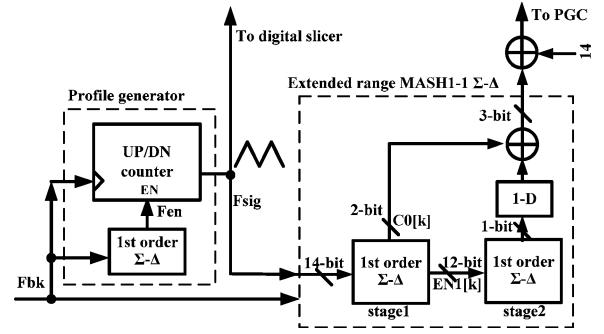 To PGC
To digital slicer
14
Extended range MASH1-1 Σ-Δ
Profile generator
3-bit
UP/DN
counter
EN
Fen
Fsig
2-bit
C0[k]
1-D
1-bit
1st order
Σ-Δ
14-bit
1st order
Σ-Δ
12-bit
EN1[k]
1st order
Σ-Δ
Fbk
stage1
stage2